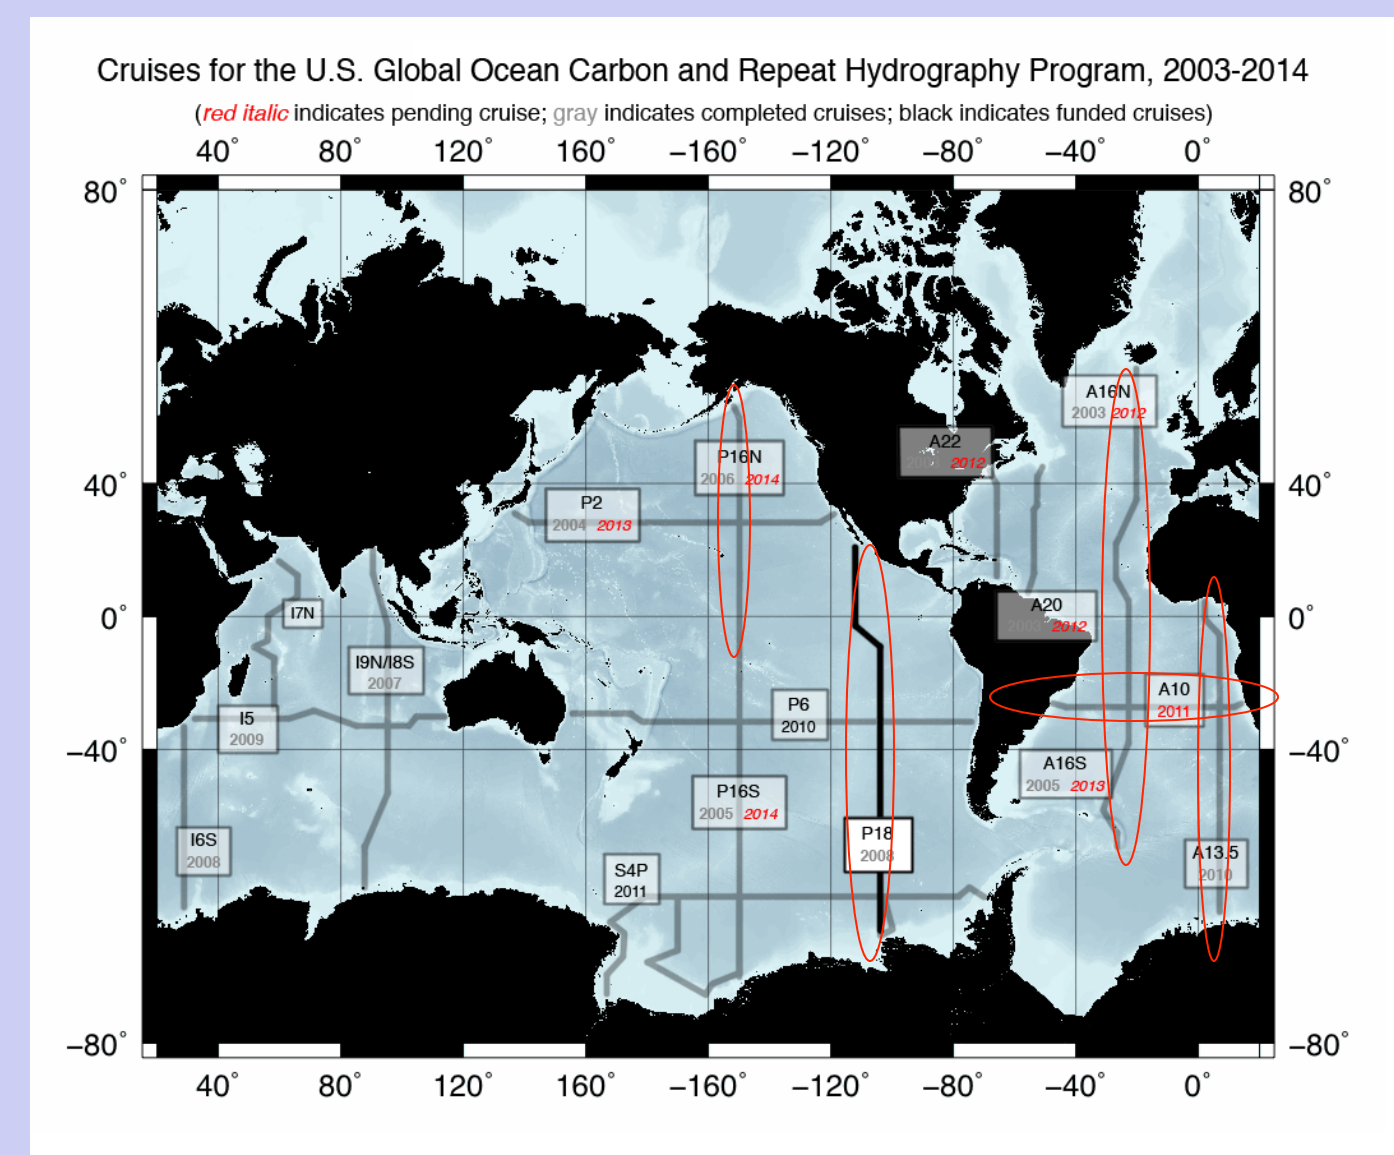 Cruises for the U.S. Global Ocean Carbon and Repeat Hydrography Program, 2003-2014
(red italic indicates pending cruise; gray indicates completed cruises; black indicates funded cruises)
40° 80° 120° 160° −160° −120° −80° −40° 0°
80° 80°
A16N
2003 2012
A22
2012
P16N
2006 2014
40° 40°
P2
2004 2013
I7N
A20
2003 2012
0° 0°
I9N/I8S
2007
A10
2011
P6
2010
I5
2009
−40° −40°
A16S
2005 2013
P16S
2005 2014
P18
2008
I6S
2008
A13.5
2010
S4P
2011
−80° −80°
40° 80° 120° 160° −160° −120° −80° −40° 0°